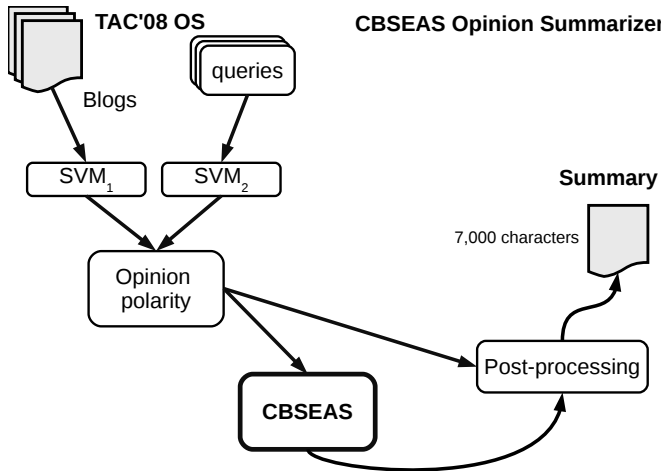 TAC'08 OS
CBSEAS Opinion Summarizer
queries
Blogs
SVM1
SVM2
Summary
7,000 characters
Opinion
polarity
Post-processing
CBSEAS